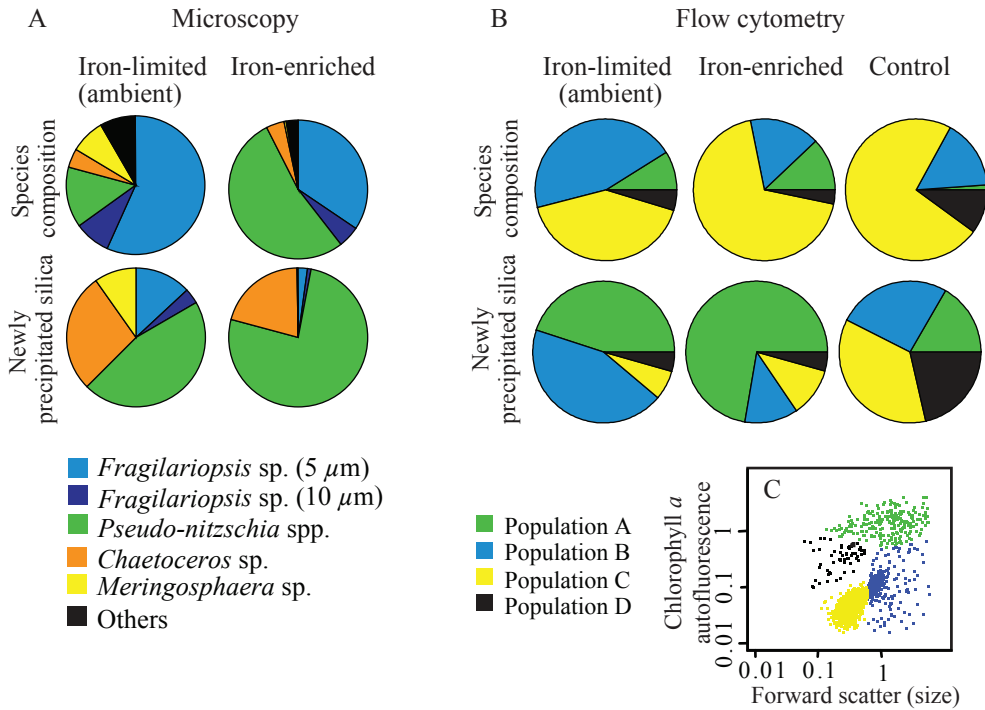 A
Microscopy
Iron-limited
(ambient)
Iron-enriched
Species
composition
Newly
precipitated silica
Fragilariopsis sp. (5 µm)
Fragilariopsis sp. (10 µm)
Pseudo-nitzschia spp.
Chaetoceros sp.
Meringosphaera sp.
Others
B
Flow cytometry
Iron-limited
(ambient)
Iron-enriched
Control
Species
composition
Newly
precipitated silica
Population A
Population B
Population C
Population D
C
Chlorophyll a
autofluorescence
1
0.1
0.01
0.01
0.1
1
Forward scatter (size)